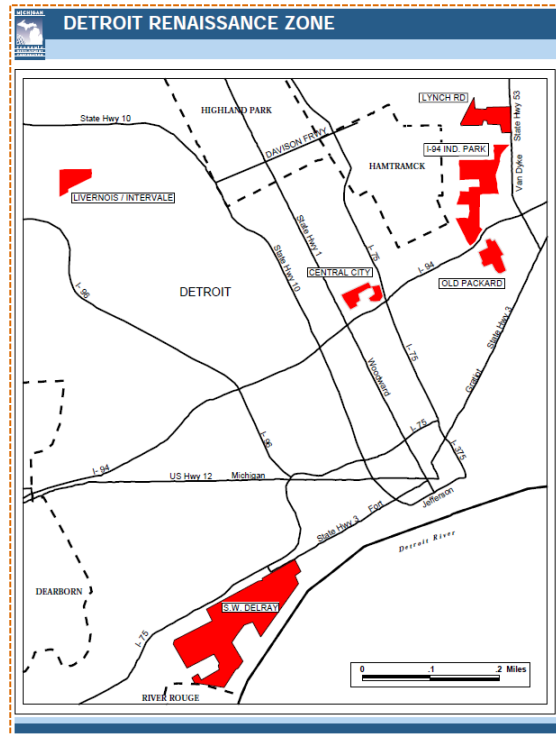 MICHIGAN
DETROIT RENAISSANCE ZONE
LYNCH RD
State Hwy 53
HIGHLAND PARK
State Hwy 10
DAVISON FRWY
I-94 IND. PARK
HAMTRAMCK
Van Dyke
LIVERNOIS / INTERVALE
State Hwy 1
State Hwy 10
I- 75
I- 94
CENTRAL CITY
OLD PACKARD
I- 96
DETROIT
State Hwy 3
I-75
Woodward
Gratiot
I-75
I- 96
I-375
I- 94
US Hwy 12
Michigan
Jefferson
Fort
State Hwy 3
Detroit River
DEARBORN
S.W. DELRAY
I- 75
0 .1 .2 Miles
RIVER ROUGE